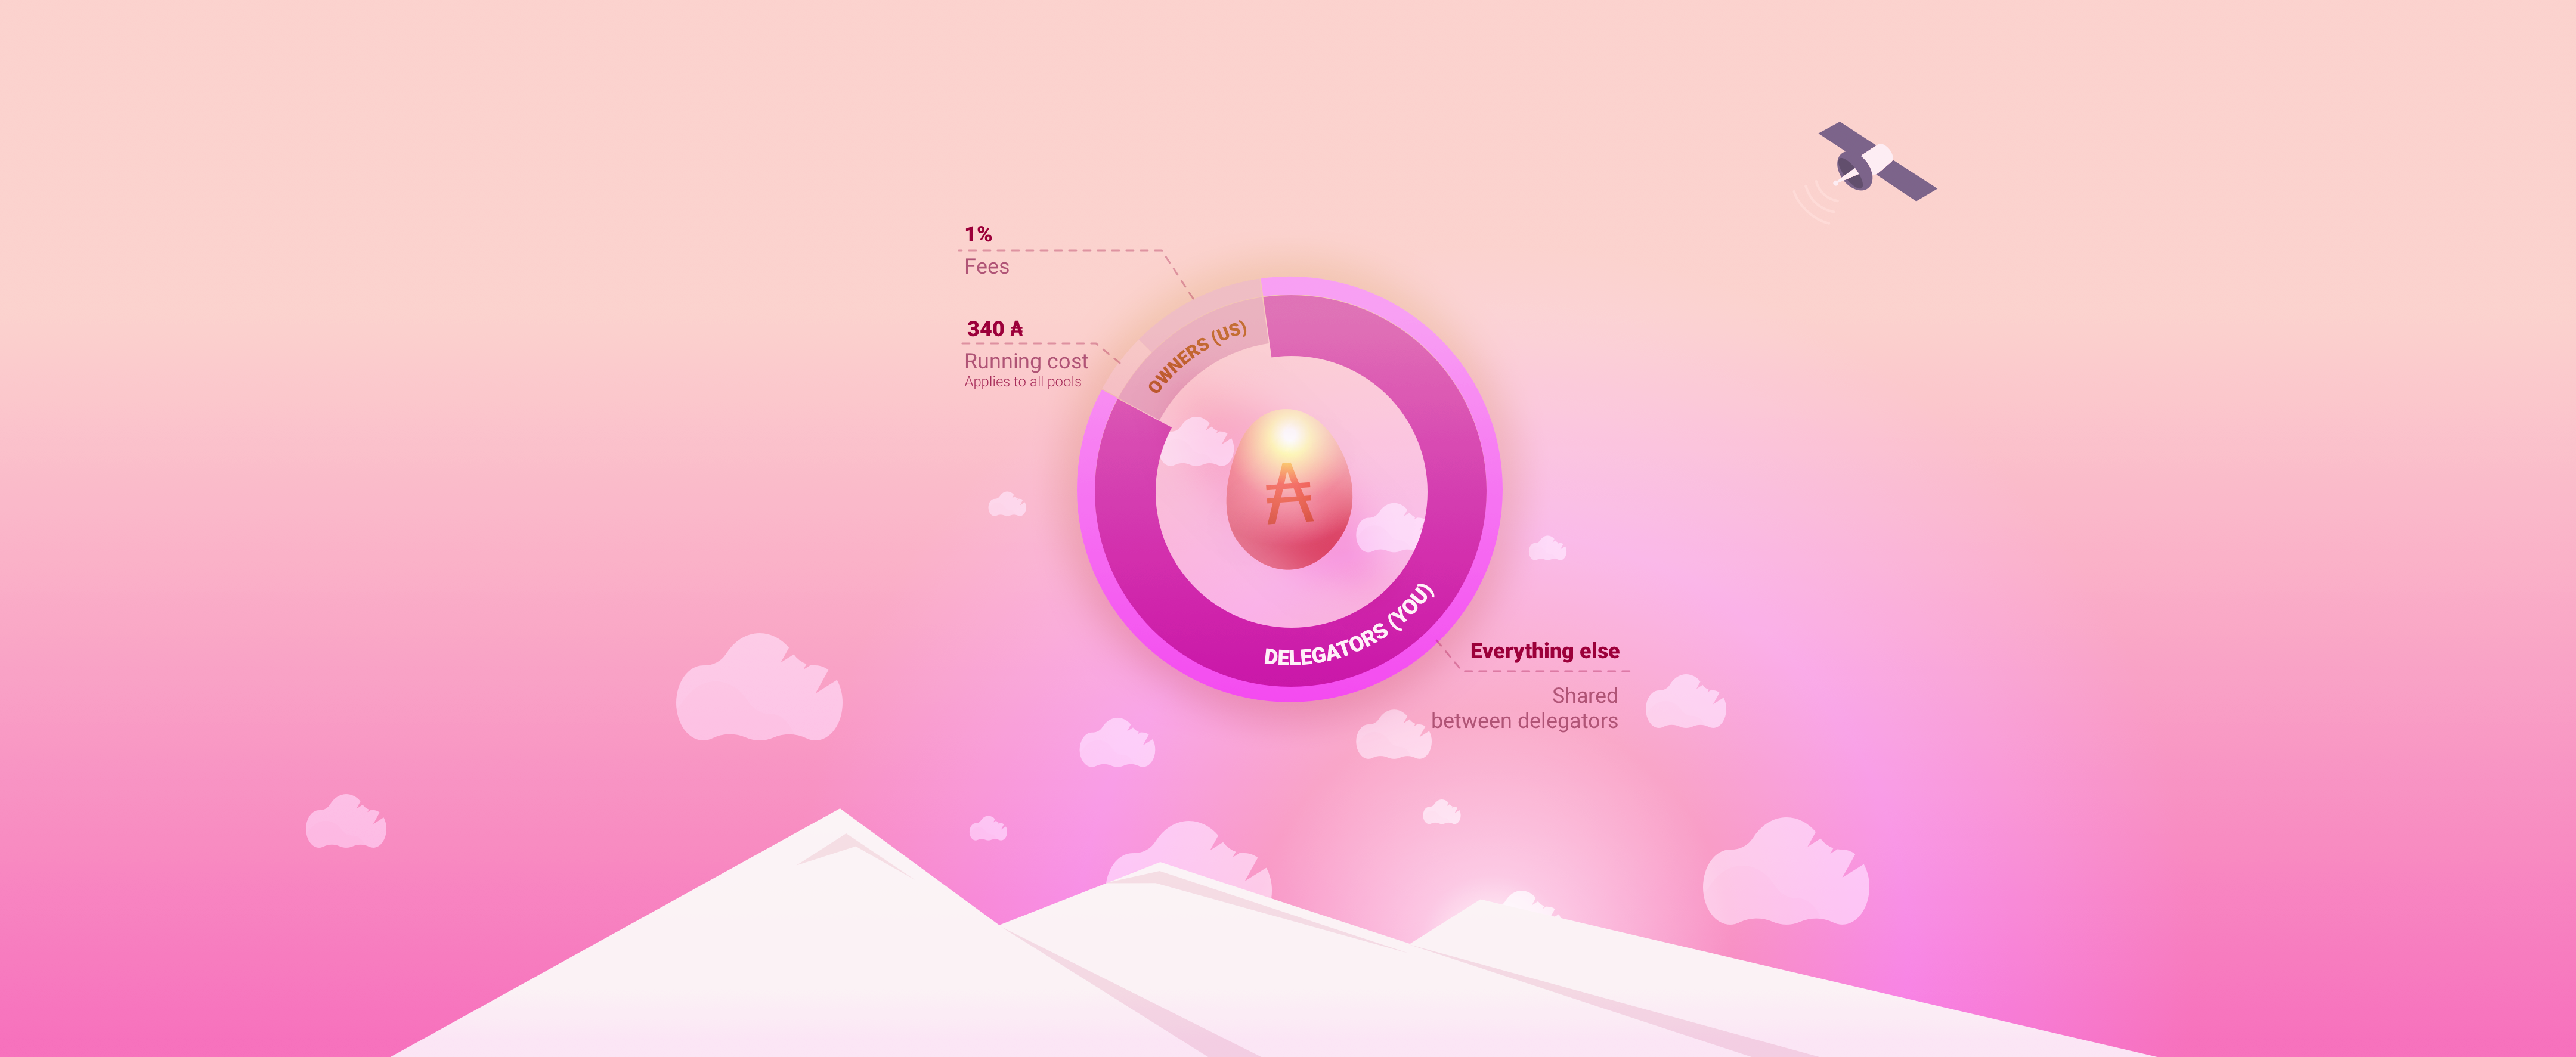 1%
Fees
340 ₳
Running cost
Applies to all pools
OWNERS (US)
₳
DELEGATORS (YOU)
Everything else
Shared
between delegators